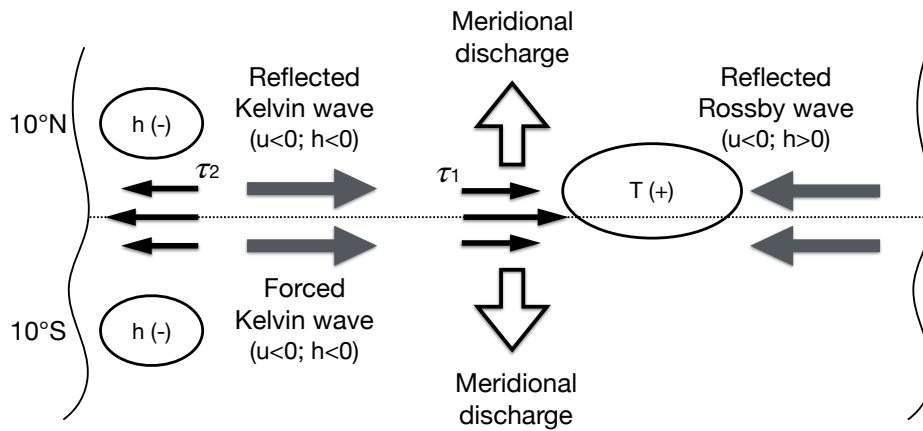 Meridional
discharge
Reflected
Kelvin wave
(u<0; h<0)
Reflected
Rossby wave
(u<0; h>0)
10°N
h (-)
τ2
τ1
T (+)
10°S
h (-)
Forced
Kelvin wave
(u<0; h<0)
Meridional
discharge